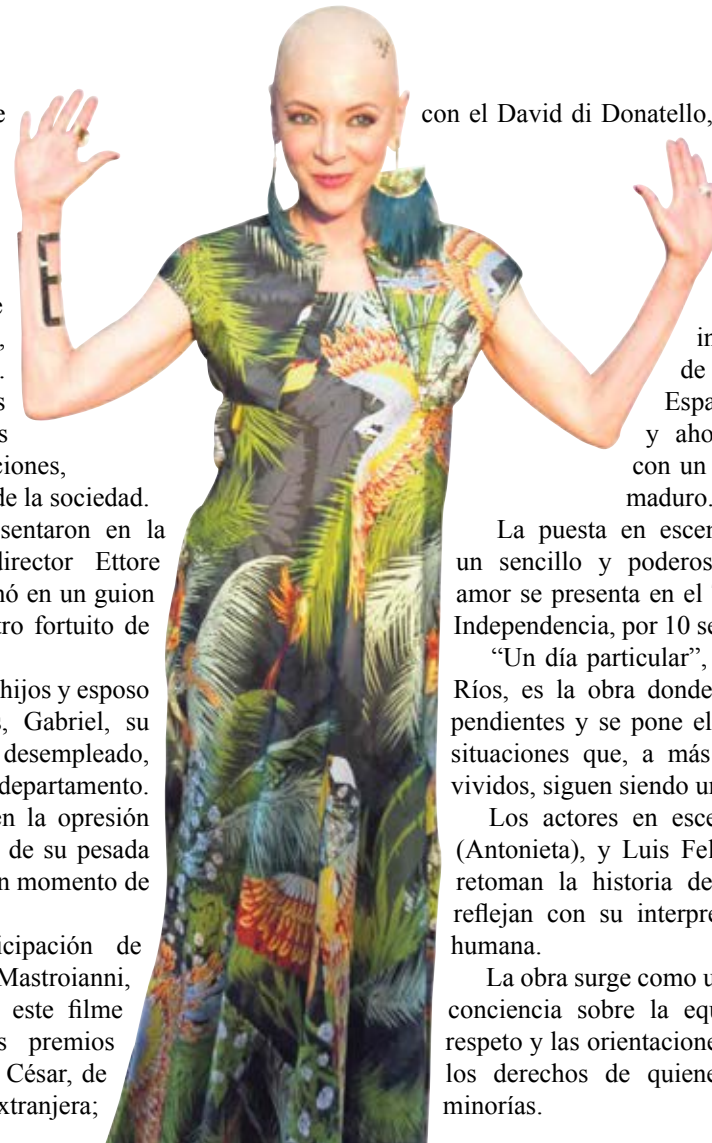 e
e
,
.
s
s
ciones,
de la sociedad.
sentaron en la
director Ettore
nó en un guion
tro fortuito de
hijos y esposo
s, Gabriel, su
desempleado,
departamento.
en la opresión
de su pesada
n momento de
icipación de
Mastroianni,
este filme
s premios
César, de
xtranjera;
con el David di Donatello,
in
de
Espa
y aho
con un
maduro.
La puesta en escen
un sencillo y poderos
amor se presenta en el
Independencia, por 10 se
“Un día particular”,
Ríos, es la obra donde
pendientes y se pone el
situaciones que, a más
vividos, siguen siendo un
Los actores en esce
(Antonieta), y Luis Fel
retoman la historia de
reflejan con su interpre
humana.
La obra surge como u
conciencia sobre la equ
respeto y las orientacione
los derechos de quiene
minorías.